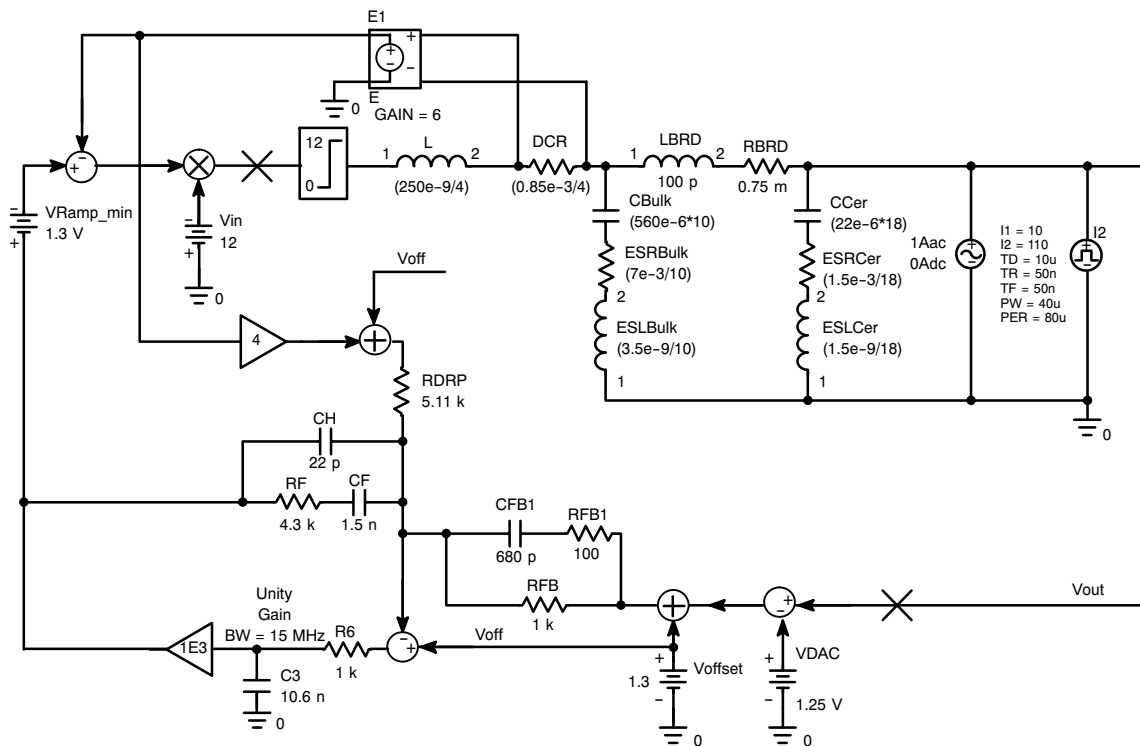 E1
+
+
−
−
E
GAIN = 6
0
−
+
12
0
1
L
2
(250e-9/4)
DCR
(0.85e-3/4)
1
LBRD
2
100 p
RBRD
0.75 m
−
+
VRamp_min
1.3 V
−
+
Vin
12
0
CBulk
(560e-6*10)
ESRBulk
(7e-3/10)
2
ESLBulk
(3.5e-9/10)
1
CCer
(22e-6*18)
ESRCer
(1.5e-3/18)
2
ESLCer
(1.5e-9/18)
1
1Aac
0Adc
+
−
I1 = 10
I2 = 110
TD = 10u
TR = 50n
TF = 50n
PW = 40u
PER = 80u
I2
+
−
0
Voff
4
RDRP
5.11 k
CH
22 p
RF
4.3 k
CF
1.5 n
CFB1
680 p
RFB1
100
RFB
1 k
Vout
+
−
Unity
Gain
BW = 15 MHz
1E3
R6
1 k
−
+
Voff
C3
10.6 n
0
+
−
1.3
Voffset
0
VDAC
+
−
1.25 V
0